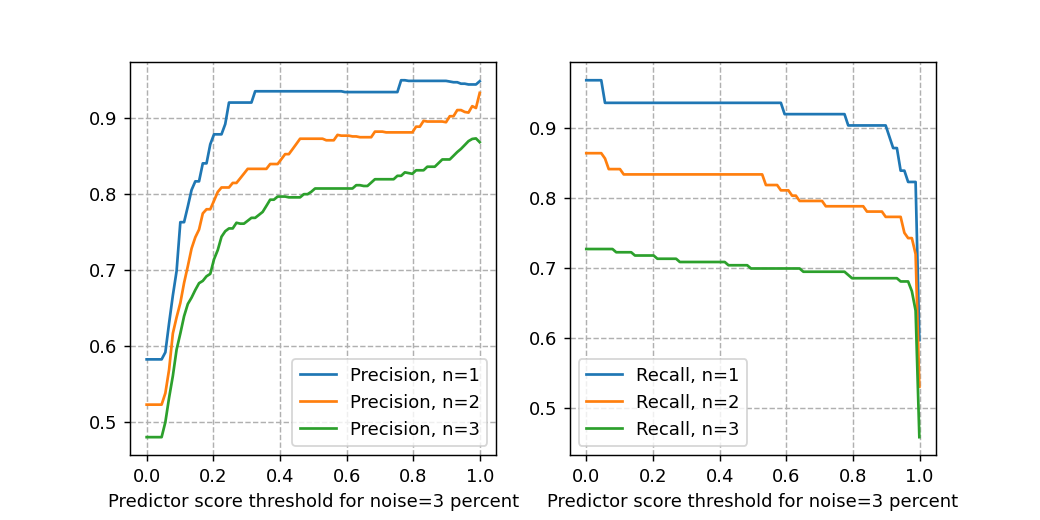 0.9
0.8
0.7
0.6
0.5
Precision, n=1
Precision, n=2
Precision, n=3
0.0 0.2 0.4 0.6 0.8 1.0
Predictor score threshold for noise=3 percent
0.9
0.8
0.7
0.6
0.5
Recall, n=1
Recall, n=2
Recall, n=3
0.0 0.2 0.4 0.6 0.8 1.0
Predictor score threshold for noise=3 percent